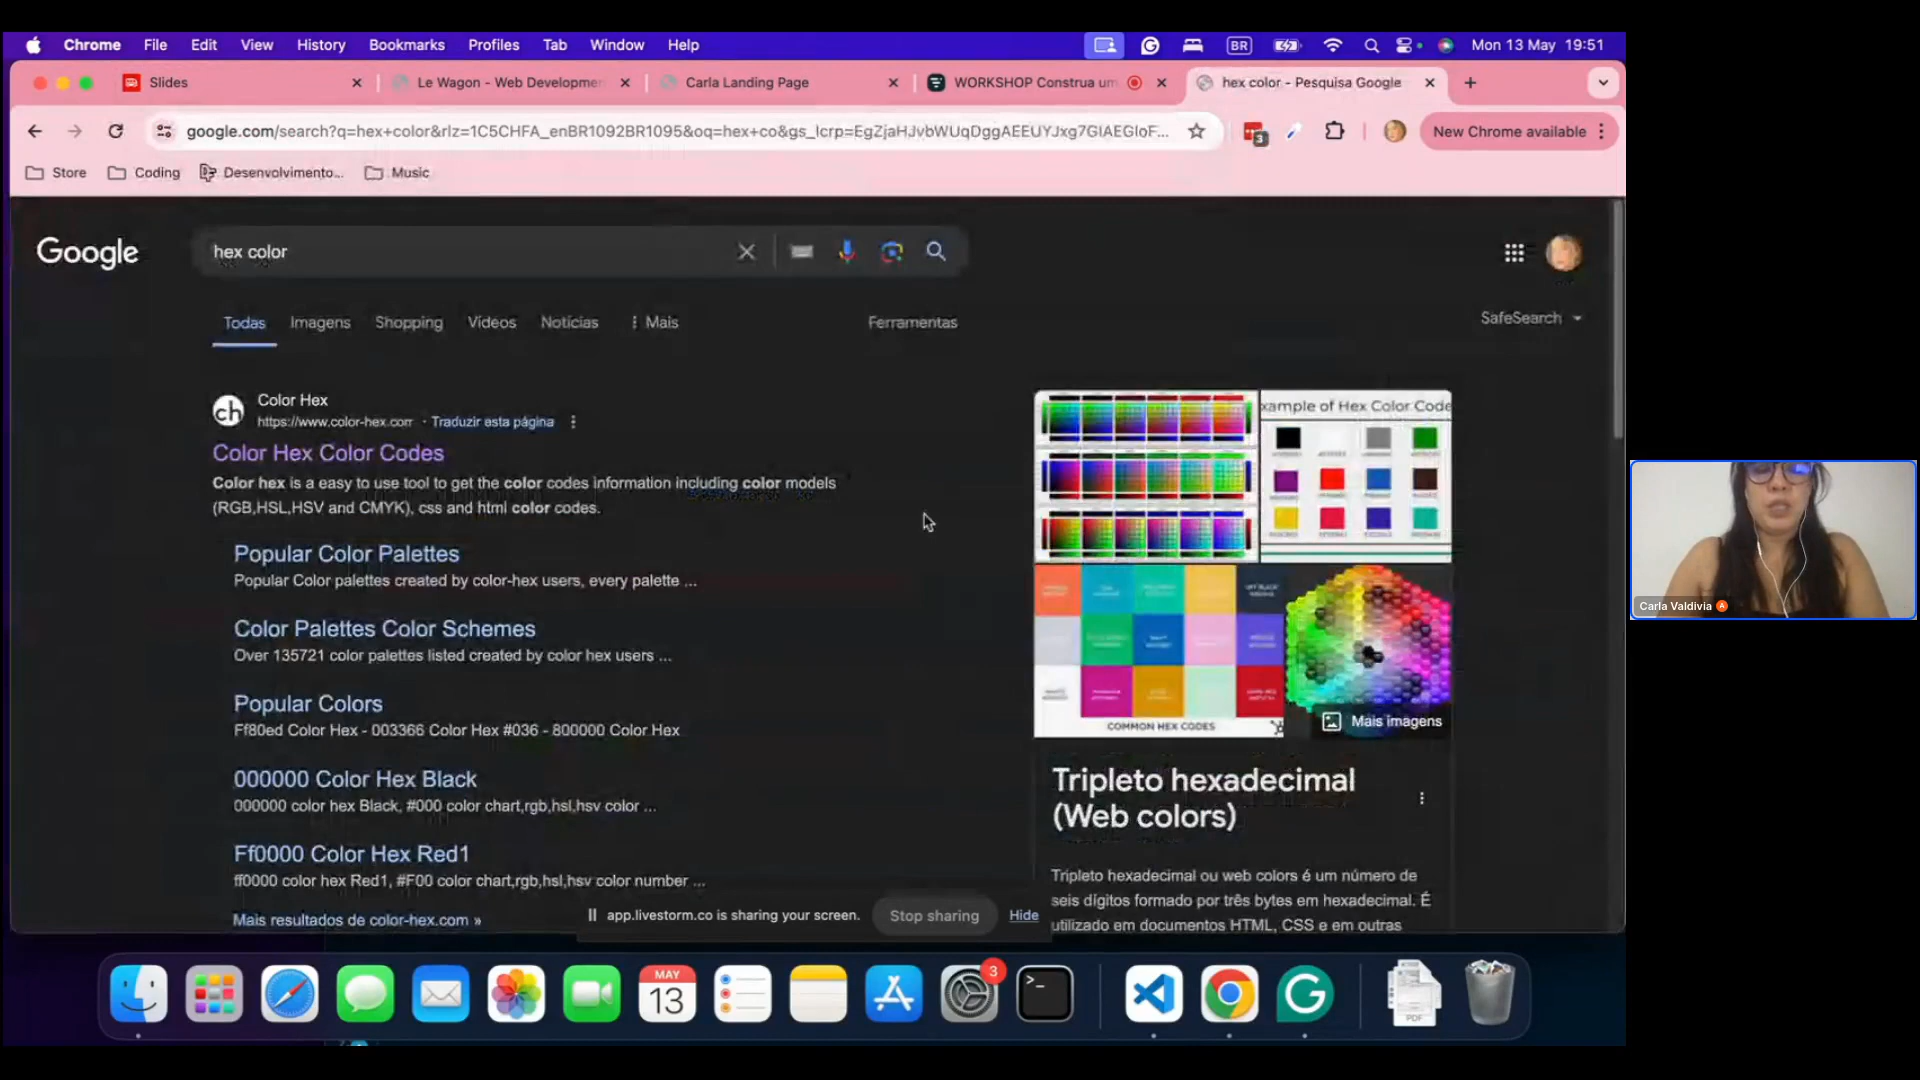 Chrome File Edit View History Bookmarks Profiles Tab Window Help BR Mon 13 May 19:51
Slides Le Wagon - Web Developmen Carla Landing Page WORKSHOP Construa um hex color - Pesquisa Google
google.com/search?q=hex+color&rlz=1C5CHFA_enBR1092BR1095&oq=hex+co&gs_lcrp=EgZjaHJvbWUqDggAEEUYJxg7GIAEGIoF... 3 New Chrome available
Store Coding Desenvolvimento... Music
Google hex color
Todas Imagens Shopping Vídeos Notícias Mais Ferramentas SafeSearch
ch Color Hex
https://www.color-hex.com · Traduzir esta página
Color Hex Color Codes
Color hex is a easy to use tool to get the color codes information including color models
(RGB,HSL,HSV and CMYK), css and html color codes.
Popular Color Palettes
Popular Color palettes created by color-hex users, every palette ...
Color Palettes Color Schemes
Over 135721 color palettes listed created by color hex users ...
Popular Colors
Ff80ed Color Hex - 003366 Color Hex #036 - 800000 Color Hex
000000 Color Hex Black
000000 color hex Black, #000 color chart,rgb,hsl,hsv color ...
Ff0000 Color Hex Red1
ff0000 color hex Red1, #F00 color chart,rgb,hsl,hsv color number ...
Mais resultados de color-hex.com »
xample of Hex Color Code
COMMON HEX CODES
Mais imagens
Tripleto hexadecimal
(Web colors)
Tripleto hexadecimal ou web colors é um número de
seis dígitos formado por três bytes em hexadecimal. É
utilizado em documentos HTML, CSS e em outras
app.livestorm.co is sharing your screen. Stop sharing Hide
Carla Valdivia A
MAY
13
3
PDF